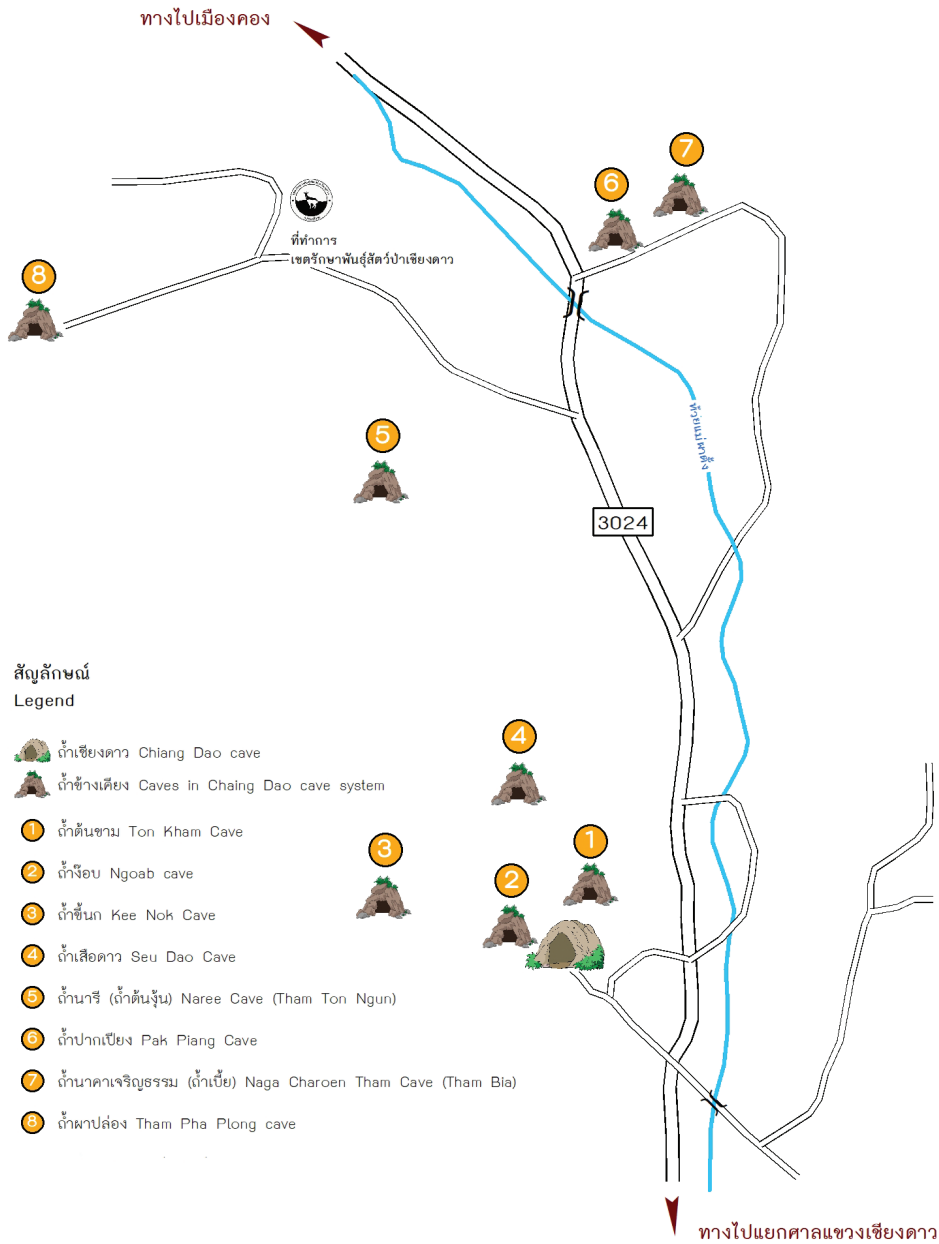 ทางไปเมืองคอง
7
6
ที่ทำการ
เขตรักษาพันธุ์สัตว์ป่าเชียงดาว
8
ห้วยแม่ผาตั้ง
5
3024
สัญลักษณ์
Legend
ถ้ำเชียงดาว Chiang Dao cave
ถ้ำข้างเคียง Caves in Chaing Dao cave system
1 ถ้ำต้นขาม Ton Kham Cave
2 ถ้ำง๊อบ Ngoab cave
3 ถ้ำขี้นก Kee Nok Cave
4 ถ้ำเสือดาว Seu Dao Cave
5 ถ้ำนารี (ถ้ำต้นงุ้น) Naree Cave (Tham Ton Ngun)
6 ถ้ำปากเปียง Pak Piang Cave
7 ถ้ำนาคาเจริญธรรม (ถ้ำเบี้ย) Naga Charoen Tham Cave (Tham Bia)
8 ถ้ำผาปล่อง Tham Pha Plong cave
4
1
3
2
ทางไปแยกศาลแขวงเชียงดาว